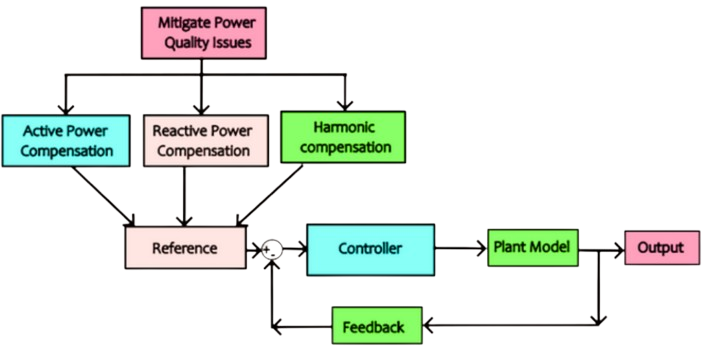 Mitigate Power
Quality Issues
Active Power
Compensation
Reactive Power
Compensation
Harmonic
compensation
Reference
+
-
Controller
Plant Model
Output
Feedback